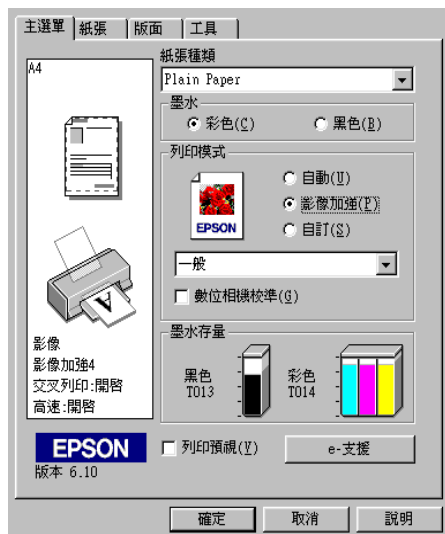 主選單 紙張 版面 工具
A4
紙張種類
Plain Paper
墨水
彩色(C) 黑色(B)
列印模式
自動(U)
影像加強(P)
自訂(S)
EPSON
一般
數位相機校準(G)
影像
影像加強4
交叉列印:開啓
高速:開啓
墨水存量
黑色
T013
彩色
T014
EPSON
版本 6.10
列印預視(V) e-支援
確定 取消 說明